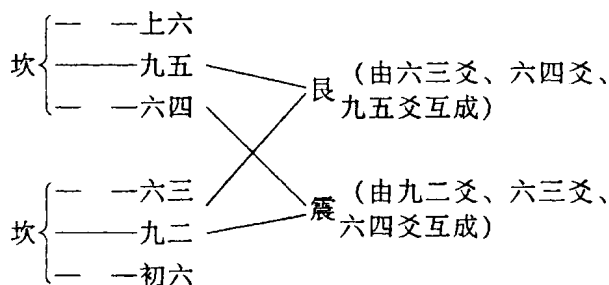 上六
坎
九五
六四
艮（由六三爻、六四爻、
九五爻互成）
六三
坎
九二
初六
震（由九二爻、六三爻、
六四爻互成）